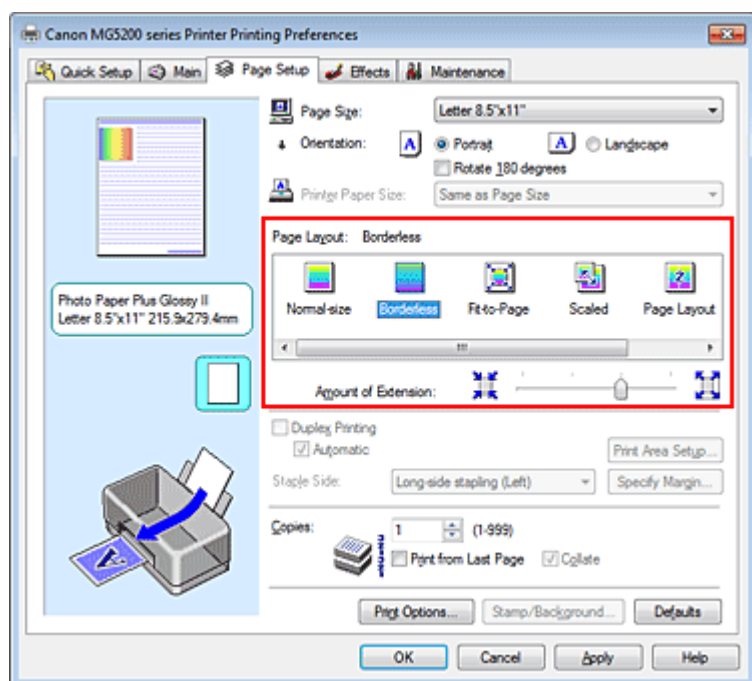 Canon MG5200 series Printer Printing Preferences
Quick Setup Main Page Setup Effects Maintenance
Page Size: Letter 8.5"x11"
Orientation: A Portrait A Landscape
Rotate 180 degrees
Printer Paper Size: Same as Page Size
Page Layout: Borderless
Normal-size Borderless Fit-to-Page Scaled Page Layout
Photo Paper Plus Glossy II
Letter 8.5"x11" 215.9x279.4mm
Amount of Extension:
Duplex Printing
Automatic
Print Area Setup...
Staple Side: Long-side stapling (Left) Specify Margin...
Copies: 1 (1-999)
Print from Last Page Collate
Print Options... Stamp/Background... Defaults
OK Cancel Apply Help